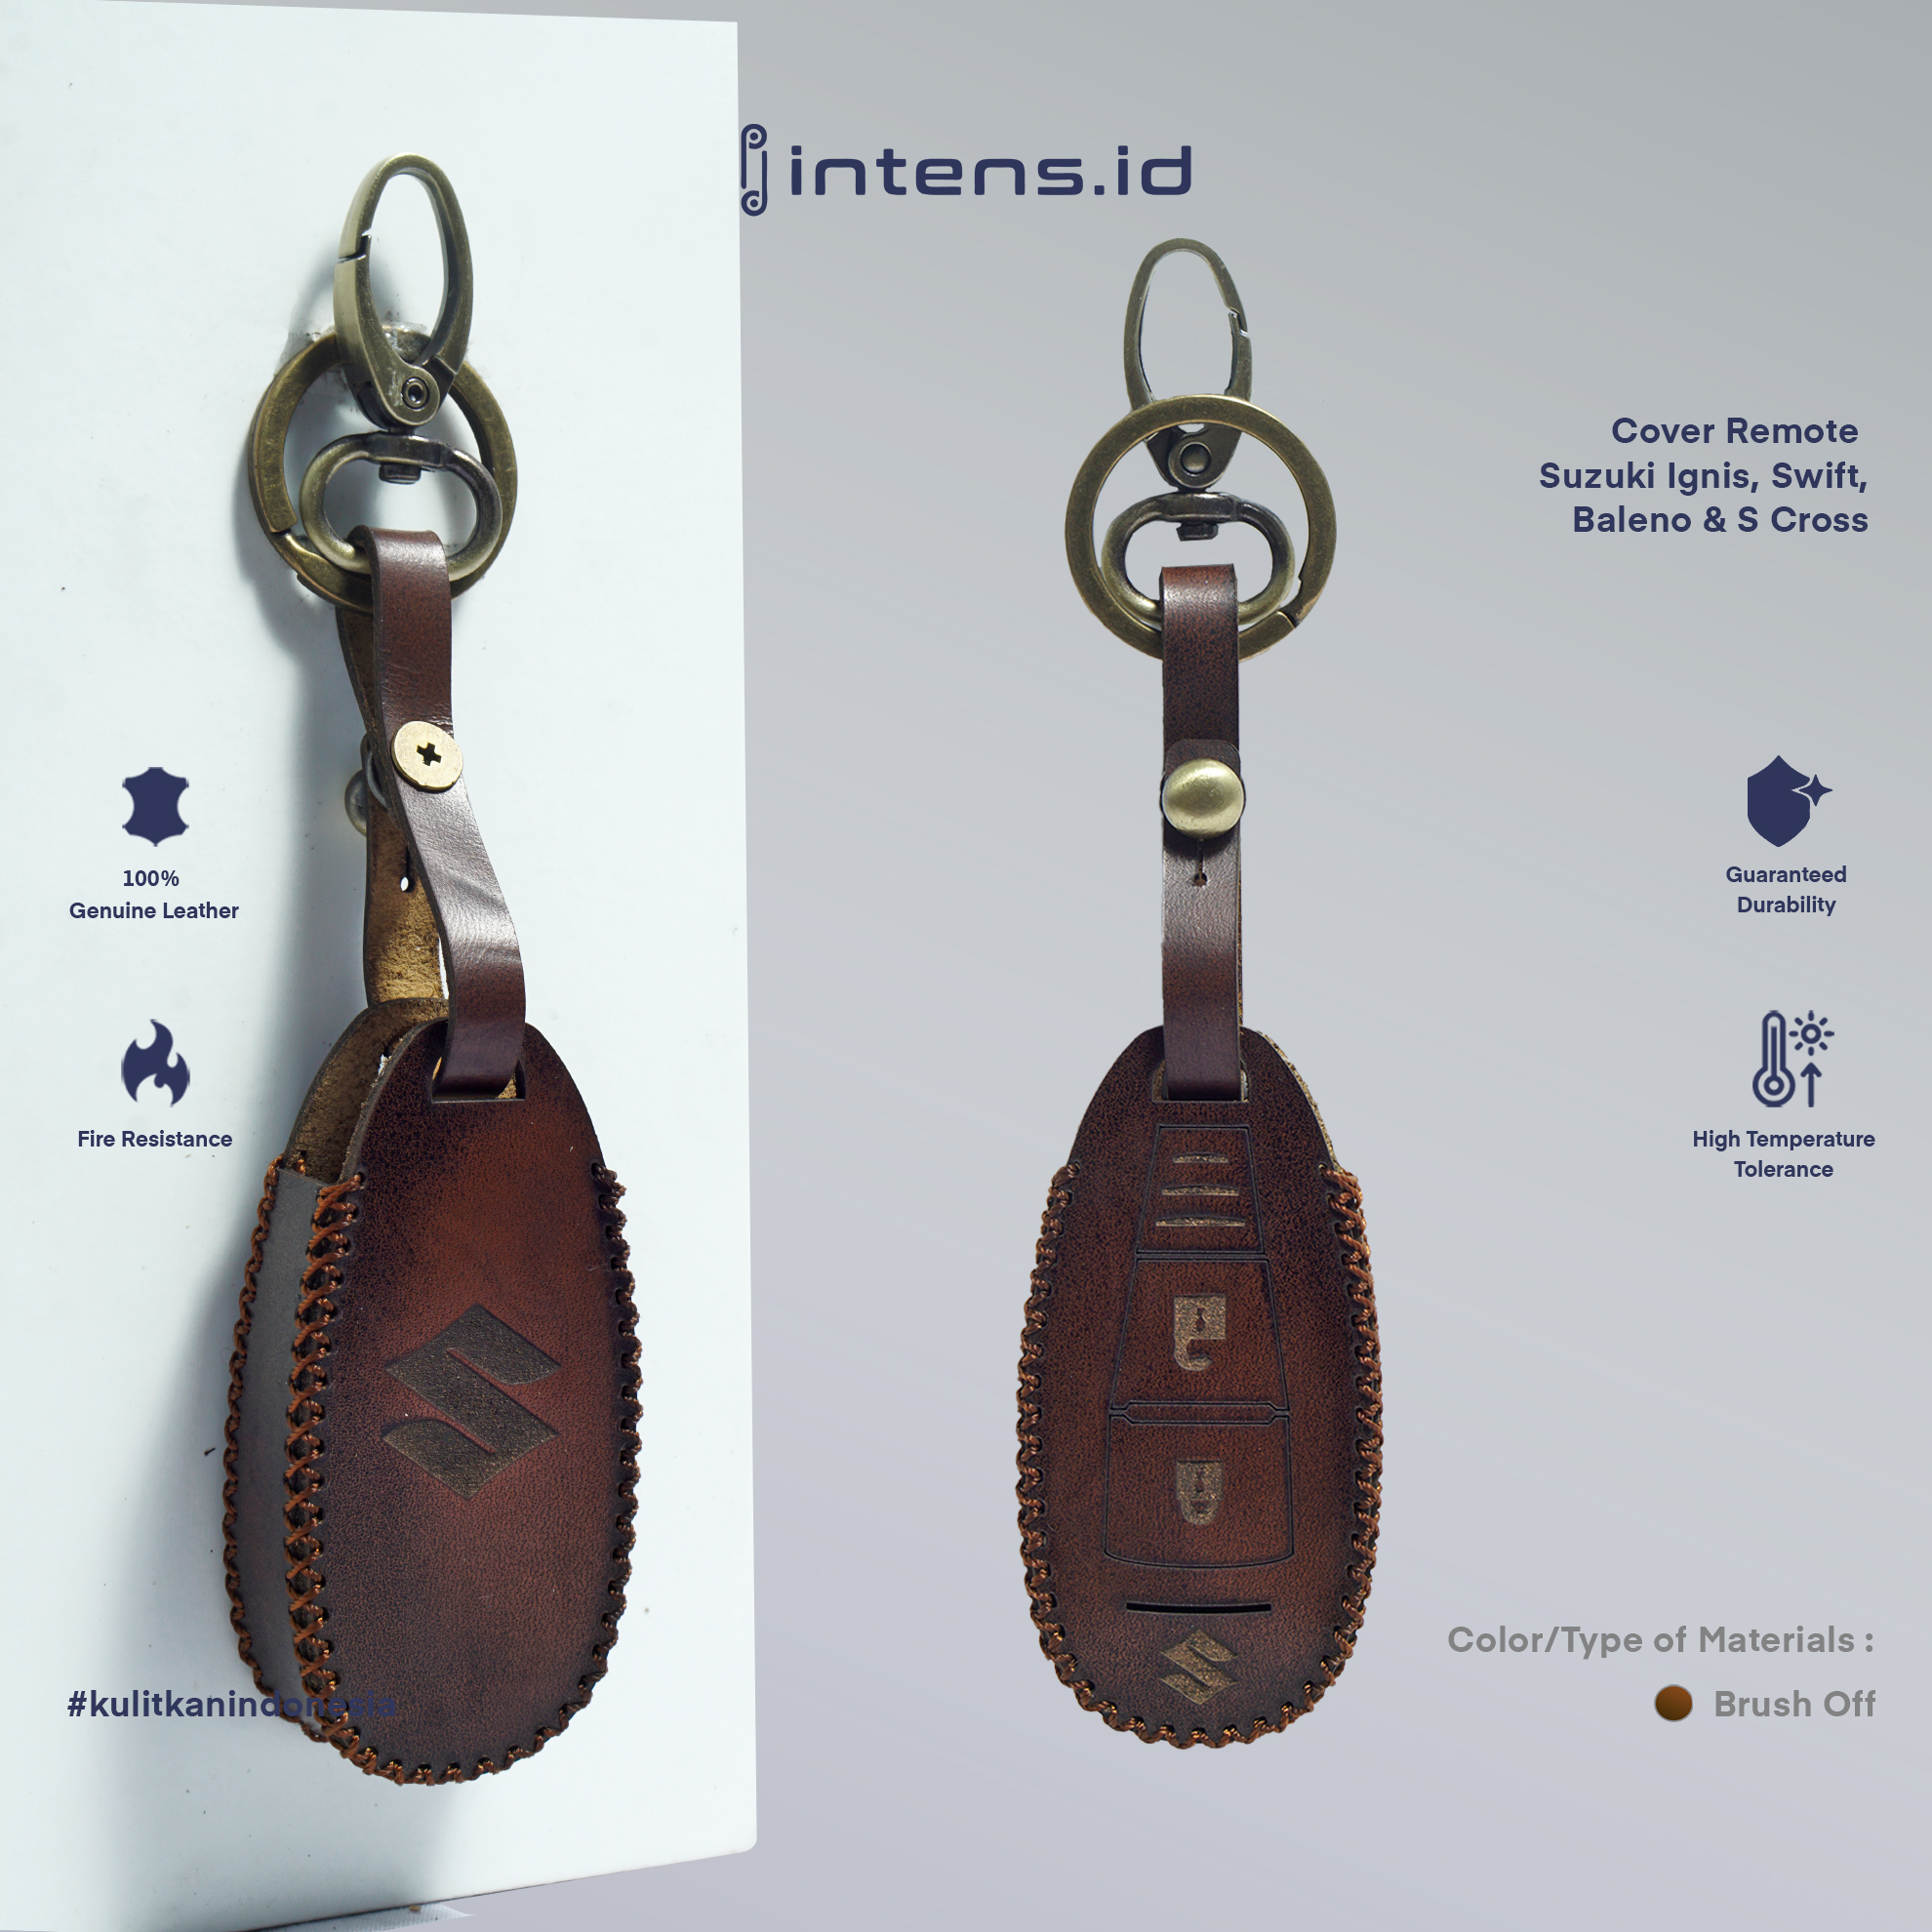 intens.id
Cover Remote
Suzuki Ignis, Swift,
Baleno & S Cross
100%
Genuine Leather
Fire Resistance
Guaranteed
Durability
High Temperature
Tolerance
#kulitkanindonesia
Color/Type of Materials :
Brush Off